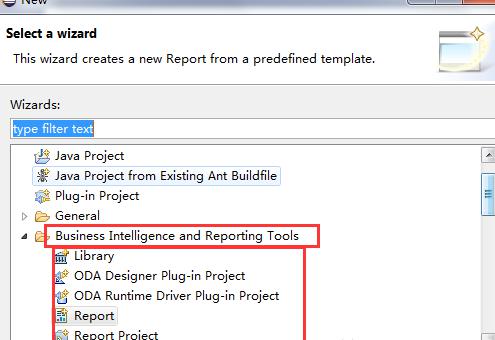 New
Select a wizard
This wizard creates a new Report from a predefined template.
Wizards:
type filter text
Java Project
Java Project from Existing Ant Buildfile
Plug-in Project
General
Business Intelligence and Reporting Tools
Library
ODA Designer Plug-in Project
ODA Runtime Driver Plug-in Project
Report
Report Project